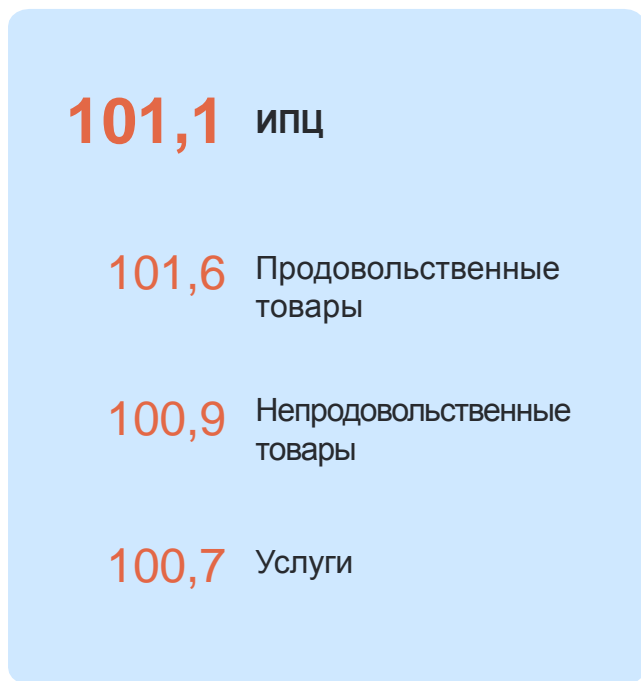 101,1 ИПЦ
101,6 Продовольственные
товары
100,9 Непродовольственные
товары
100,7 Услуги